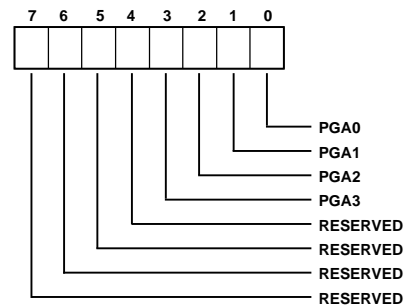 7 6 5 4 3 2 1 0
PGA0
PGA1
PGA2
PGA3
RESERVED
RESERVED
RESERVED
RESERVED